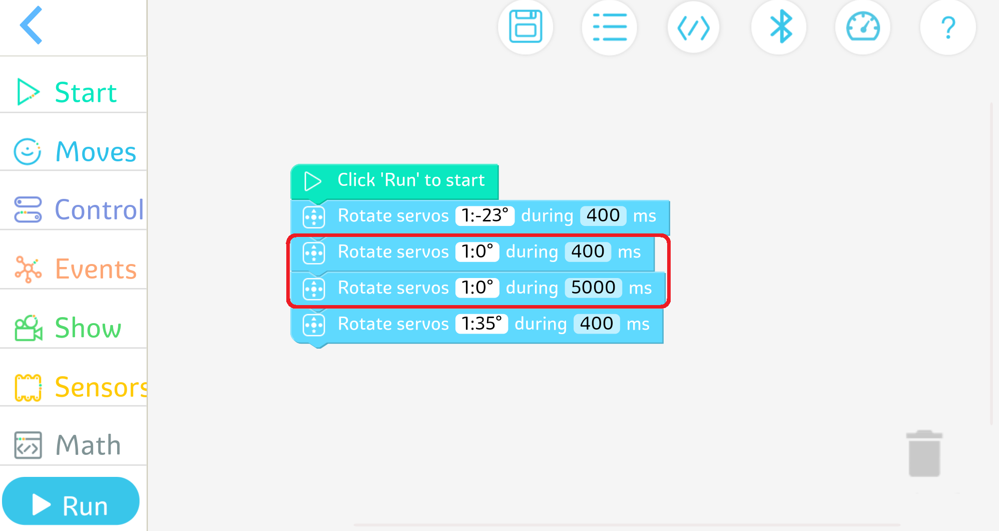 Start
Moves
Control
Events
Show
Sensors
Math
Run
?
Click 'Run' to start
Rotate servos 1:-23° during 400 ms
Rotate servos 1:0° during 400 ms
Rotate servos 1:0° during 5000 ms
Rotate servos 1:35° during 400 ms